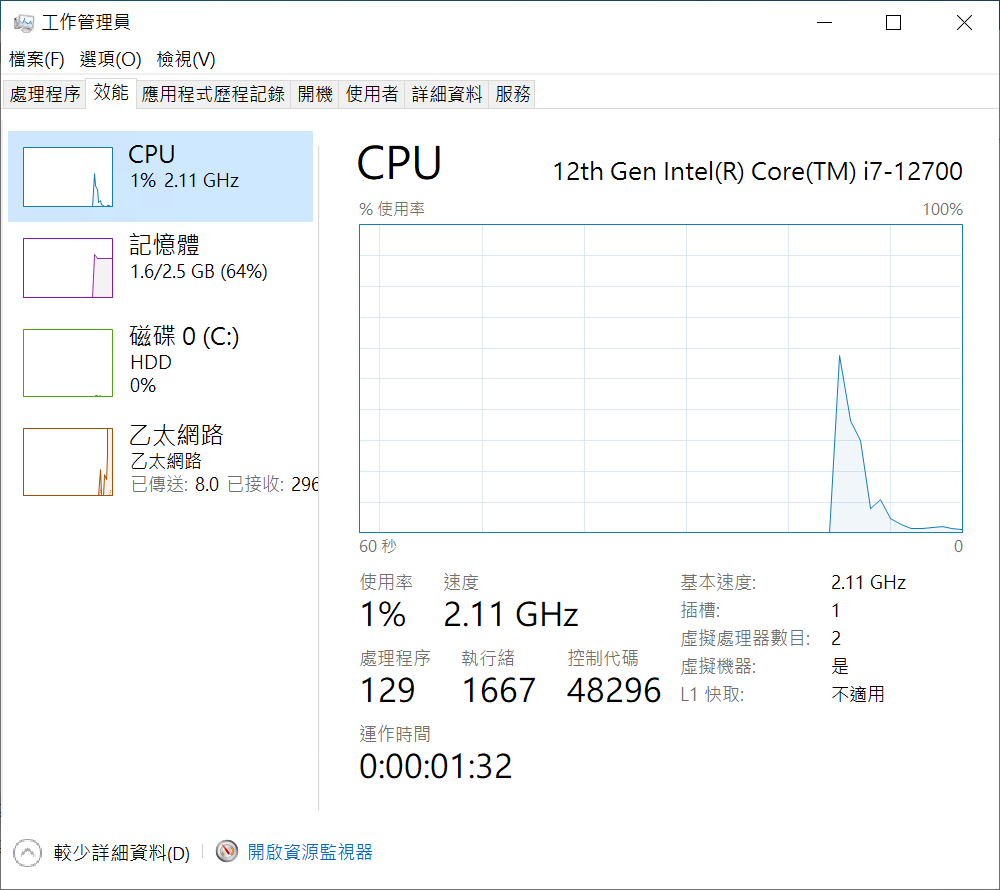 工作管理員
檔案(F) 選項(O) 檢視(V)
處理程序 效能 應用程式歷程記錄 開機 使用者 詳細資料 服務
CPU
1% 2.11 GHz
記憶體
1.6/2.5 GB (64%)
磁碟 0 (C:)
HDD
0%
乙太網路
乙太網路
已傳送: 8.0 已接收: 296
CPU 12th Gen Intel(R) Core(TM) i7-12700
% 使用率 100%
60 秒 0
使用率 速度
1% 2.11 GHz
處理程序 執行緒 控制代碼
129 1667 48296
運作時間
0:00:01:32
基本速度: 2.11 GHz
插槽: 1
虛擬處理器數目: 2
虛擬機器: 是
L1 快取: 不適用
較少詳細資料(D) 開啟資源監視器